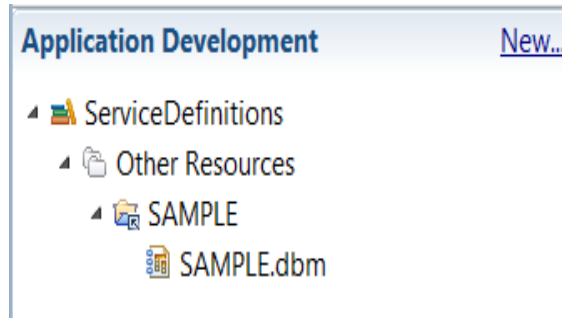 Application Development New...
ServiceDefinitions
Other Resources
SAMPLE
SAMPLE.dbm